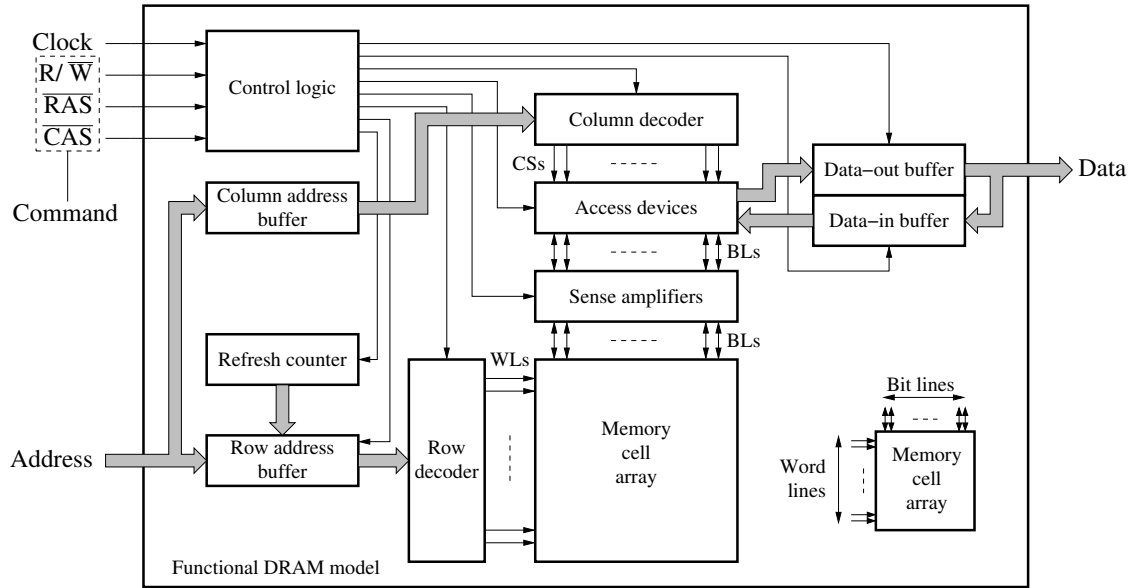 Clock
R/ W̅
R̅A̅S̅
C̅A̅S̅
Command
Control logic
Column decoder
CSs
Column address
buffer
Access devices
Data-out buffer
Data-in buffer
Data
BLs
Sense amplifiers
BLs
Refresh counter
WLs
Address
Row address
buffer
Row
decoder
Memory
cell
array
Bit lines
Word
lines
Memory
cell
array
Functional DRAM model